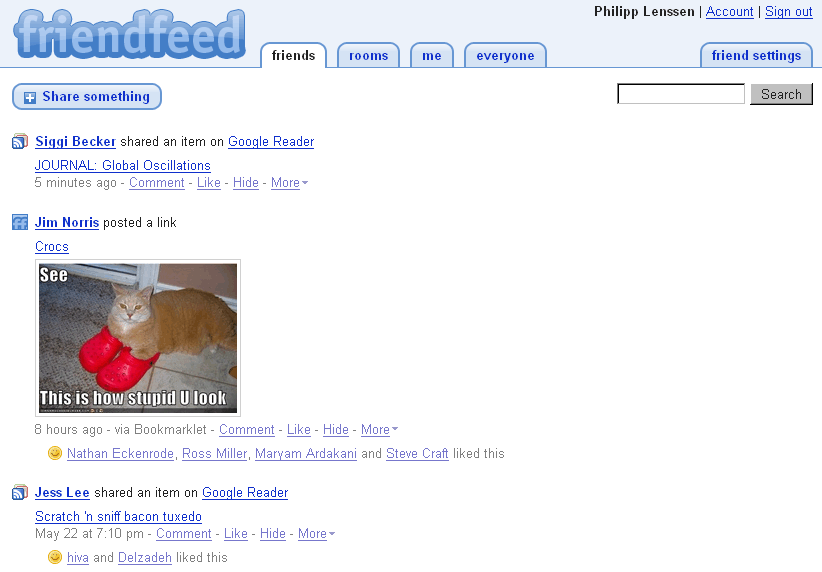 Philipp Lenssen | Account | Sign out
friendfeed
friends rooms me everyone friend settings
Share something Search
Siggi Becker shared an item on Google Reader
JOURNAL: Global Oscillations
5 minutes ago - Comment - Like - Hide - More
Jim Norris posted a link
Crocs
See
This is how stupid U look
8 hours ago - via Bookmarklet - Comment - Like - Hide - More
Nathan Eckenrode, Ross Miller, Maryam Ardakani and Steve Craft liked this
Jess Lee shared an item on Google Reader
Scratch 'n sniff bacon tuxedo
May 22 at 7:10 pm - Comment - Like - Hide - More
hiva and Delzadeh liked this